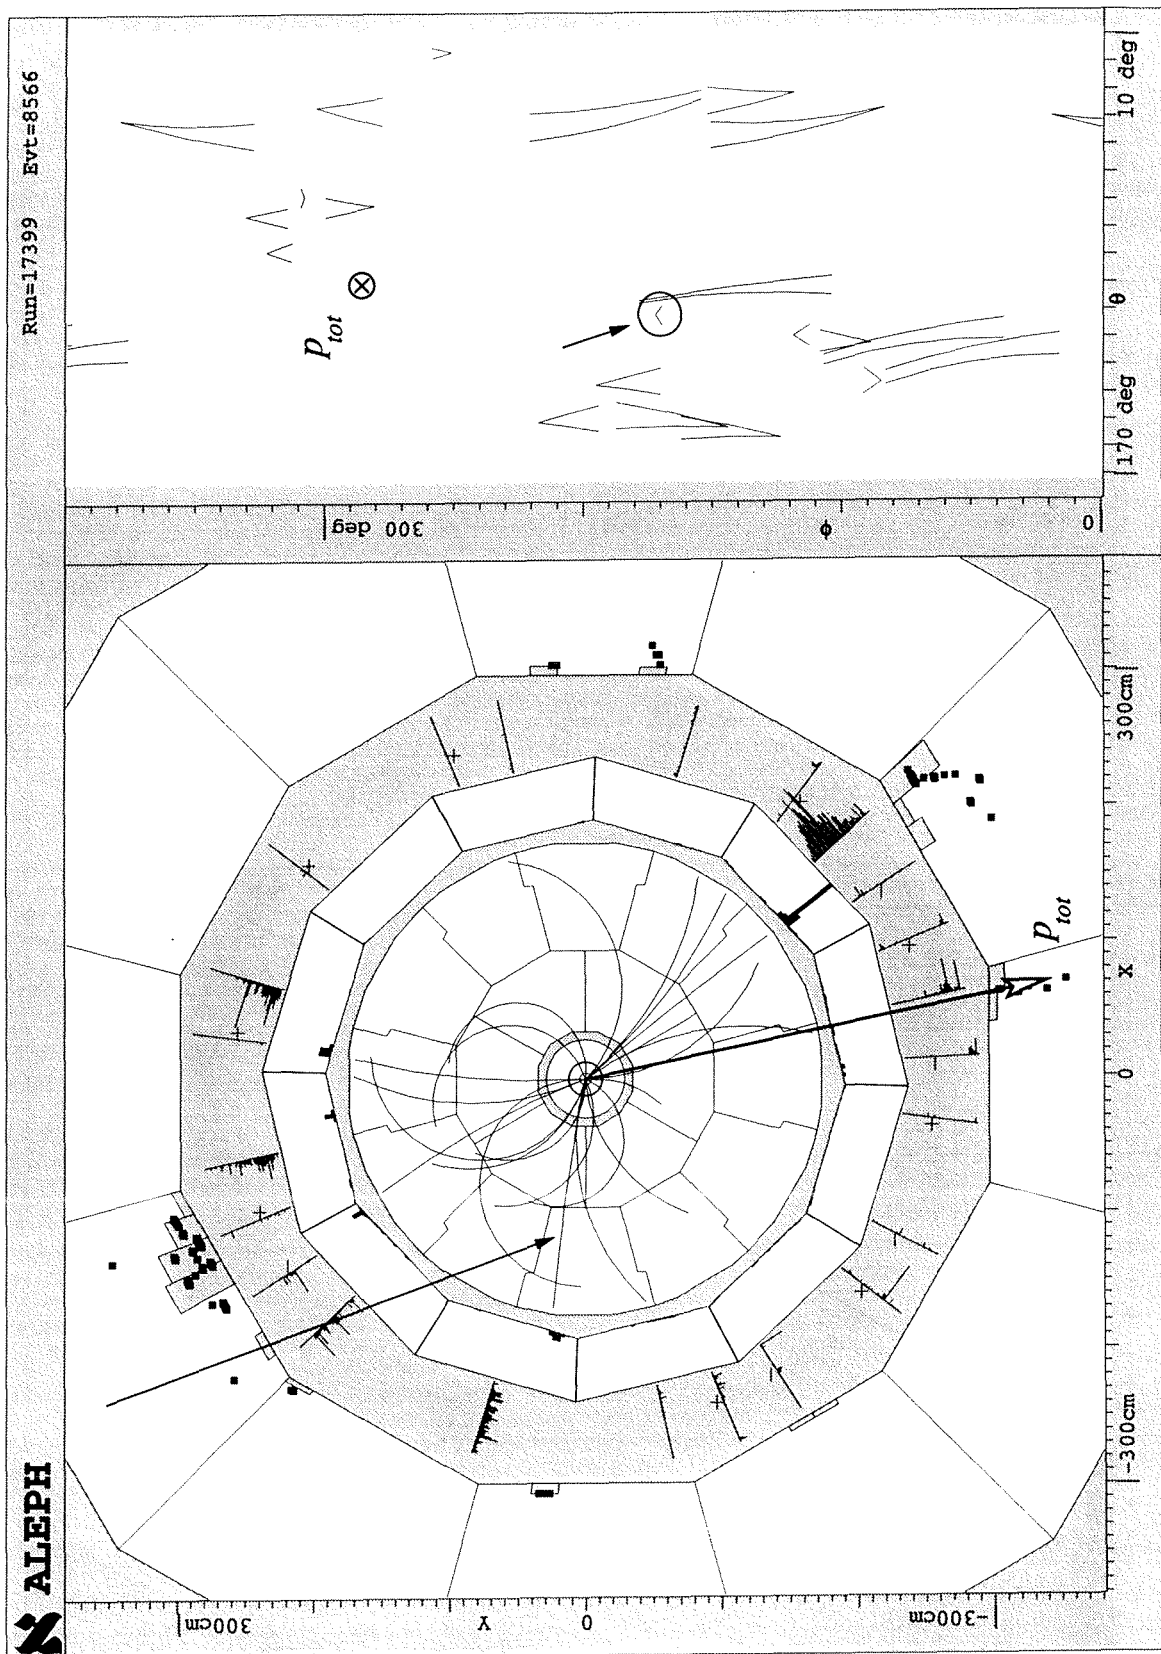 ALEPH
Run=17399 Evt=8566
300cm
Y
0
-300cm
|-300cm
0
X
300cm|
p_tot
300 deg
φ
0
|170 deg
θ
10 deg|
p_tot